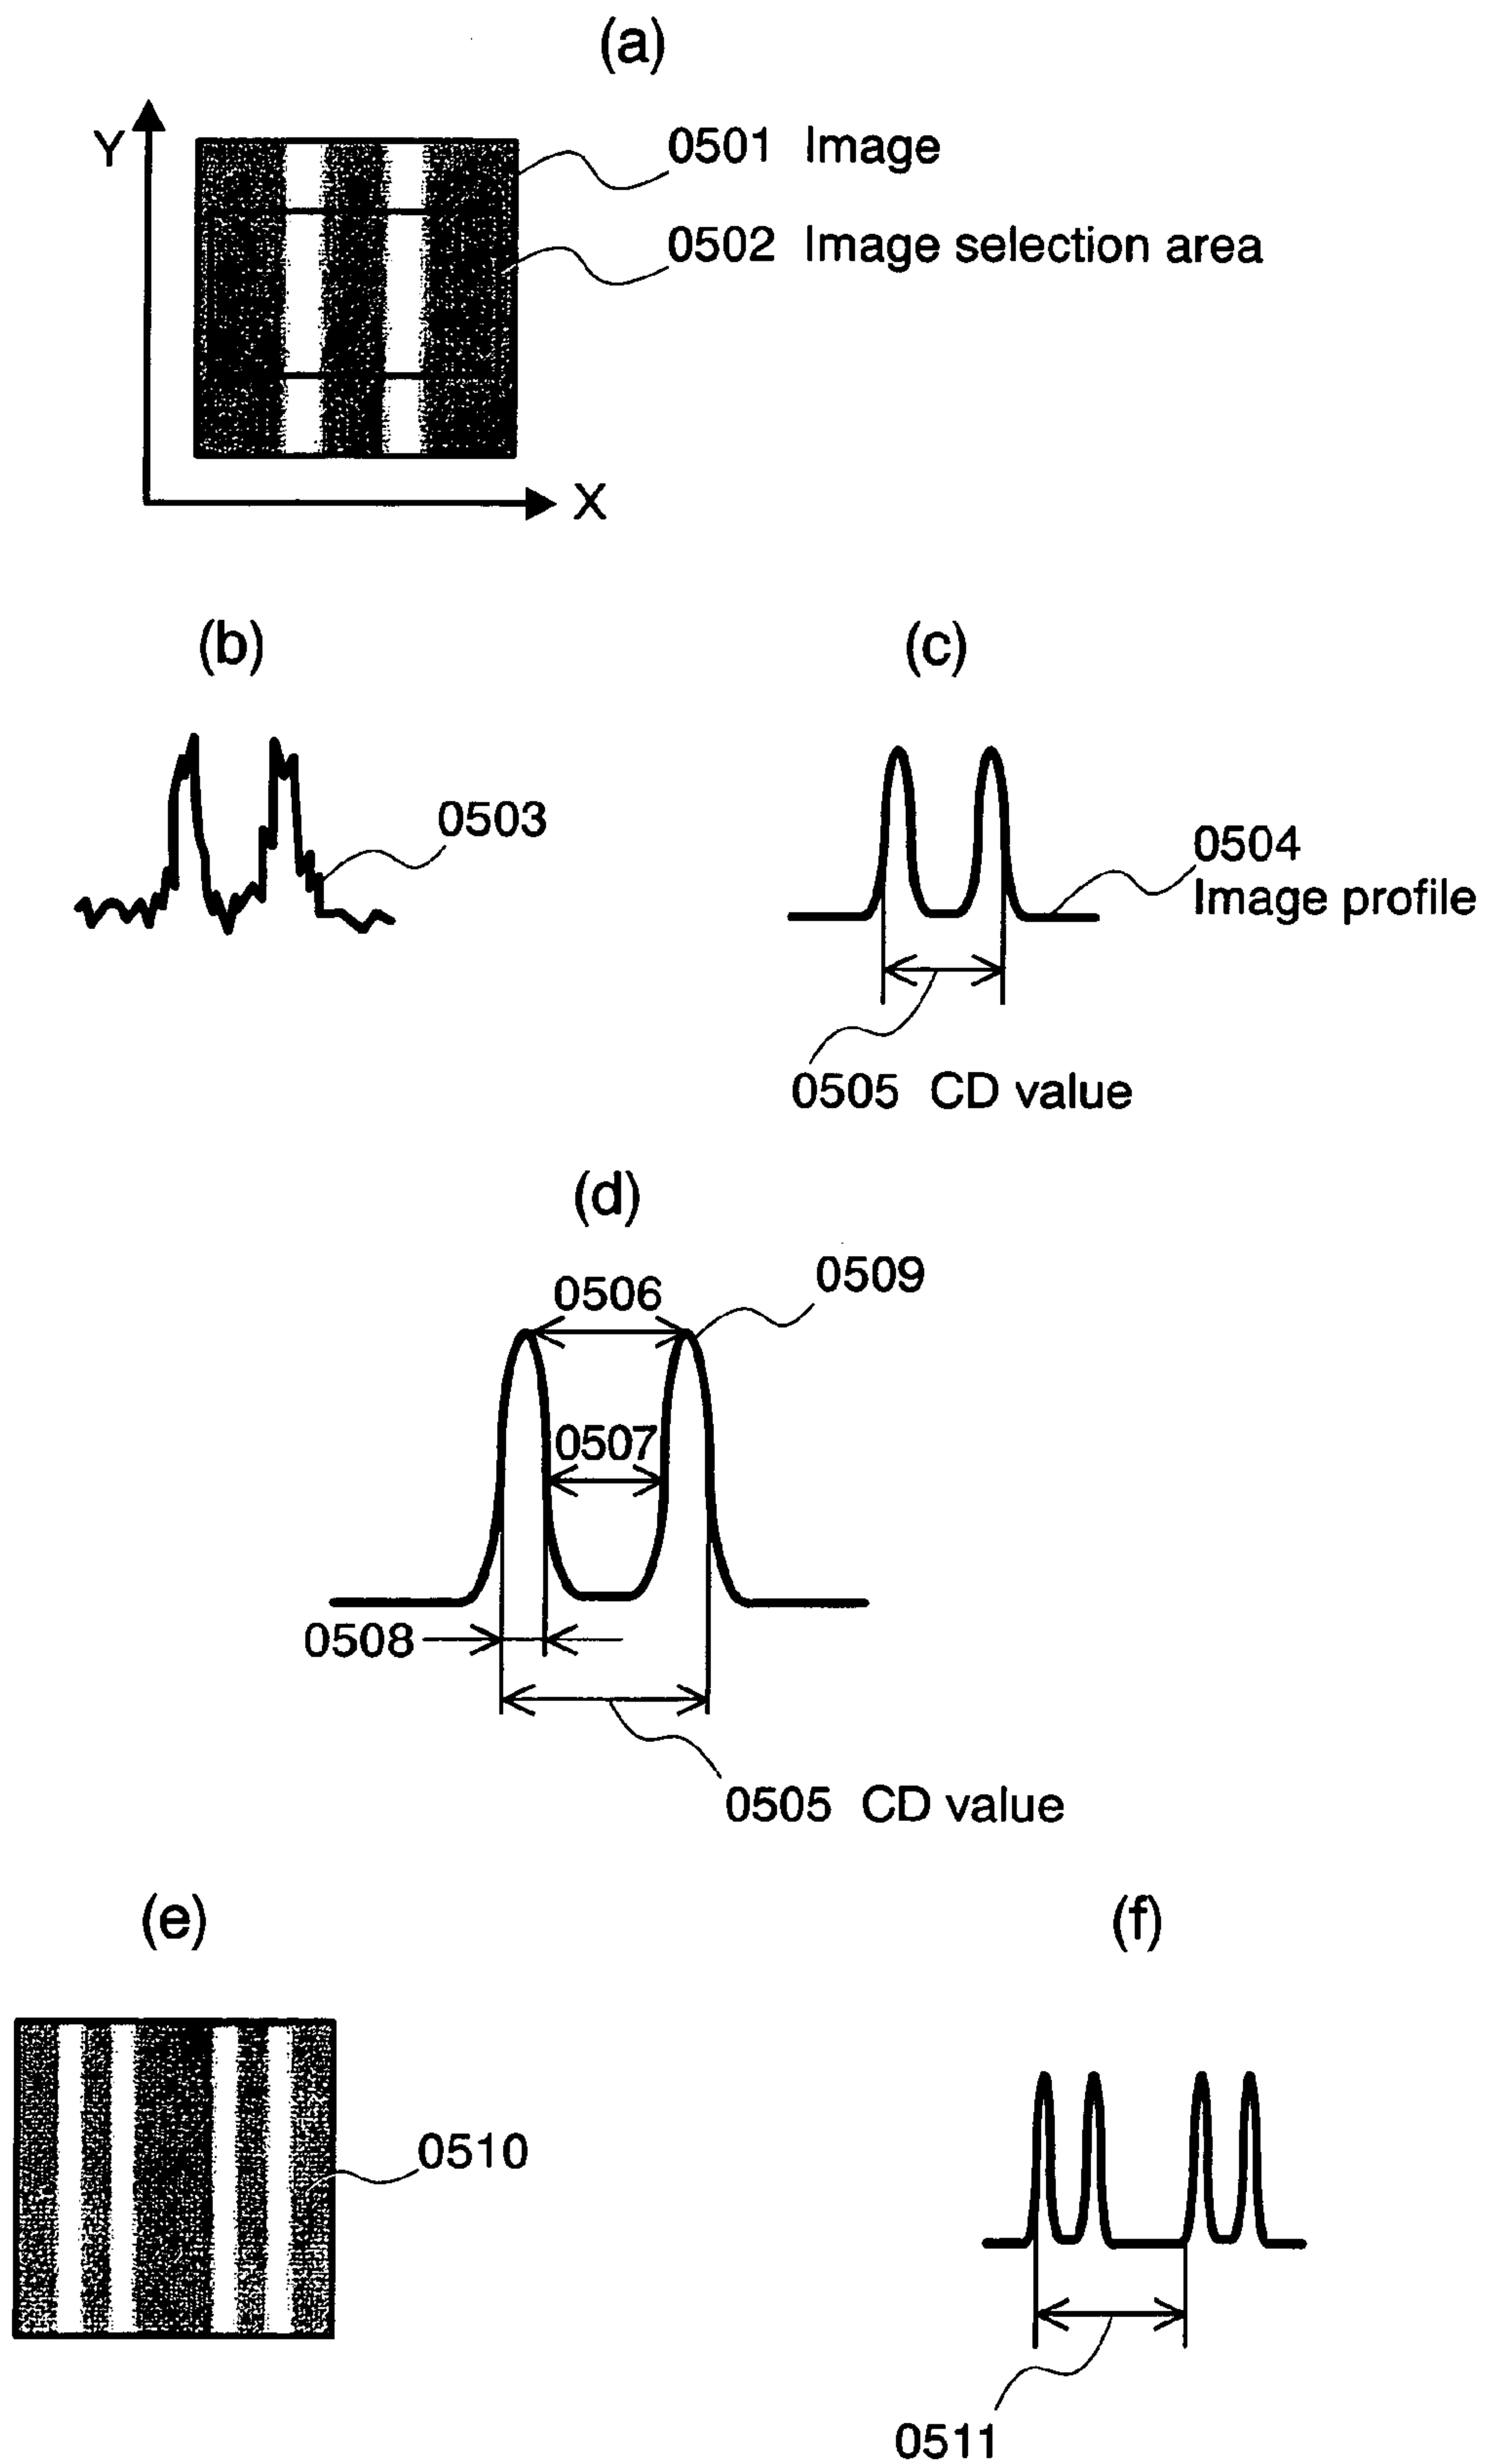 (a)
Y
0501 Image
0502 Image selection area
X
(b)
(c)
0503
0504
Image profile
0505 CD value
(d)
0506
0509
0507
0508
0505 CD value
(e)
(f)
0510
0511